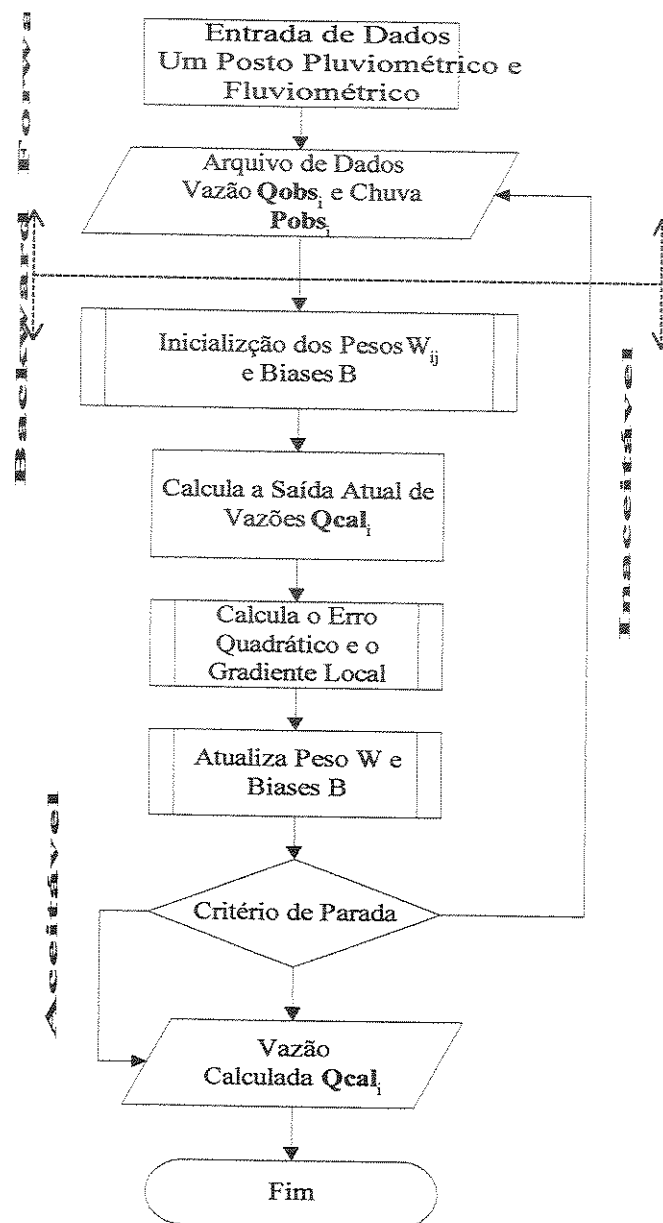 Entrada de Dados
Um Posto Pluviométrico e
Fluviométrico
Arquivo de Dados
Vazão Qobsi e Chuva
Pobsi
Inicializção dos Pesos Wij
e Biases B
Calcula a Saída Atual de
Vazões Qcali
Calcula o Erro
Quadrático e o
Gradiente Local
Atualiza Peso W e
Biases B
Critério de Parada
Aceitável
Vazão
Calculada Qcali
Fim